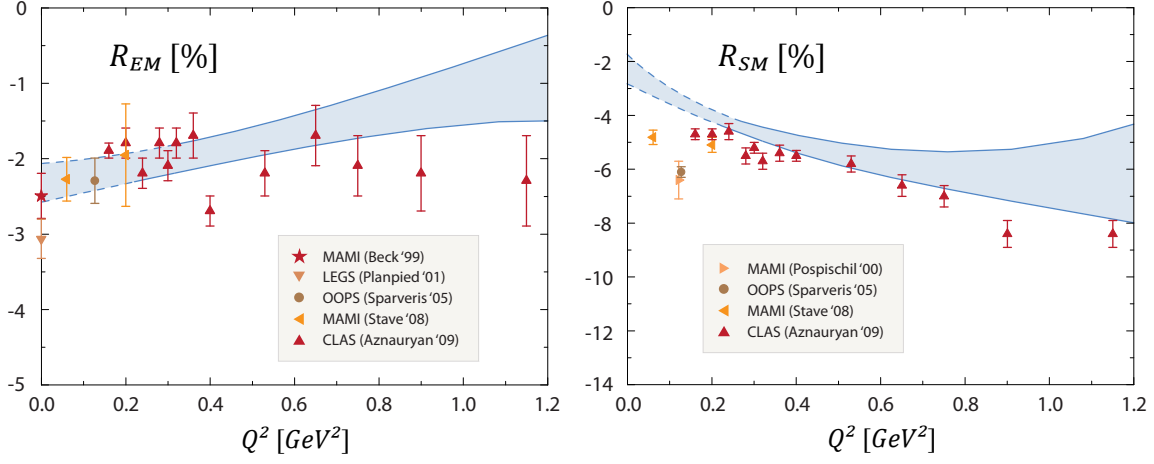 0
-1
-2
-3
-4
-5
R_EM [%]
MAMI (Beck '99)
LEGS (Planpied '01)
OOPS (Sparveris '05)
MAMI (Stave '08)
CLAS (Aznauryan '09)
0.0 0.2 0.4 0.6 0.8 1.0 1.2
Q² [GeV²]
0
-2
-4
-6
-8
-10
-12
-14
R_SM [%]
MAMI (Pospischil '00)
OOPS (Sparveris '05)
MAMI (Stave '08)
CLAS (Aznauryan '09)
0.0 0.2 0.4 0.6 0.8 1.0 1.2
Q² [GeV²]